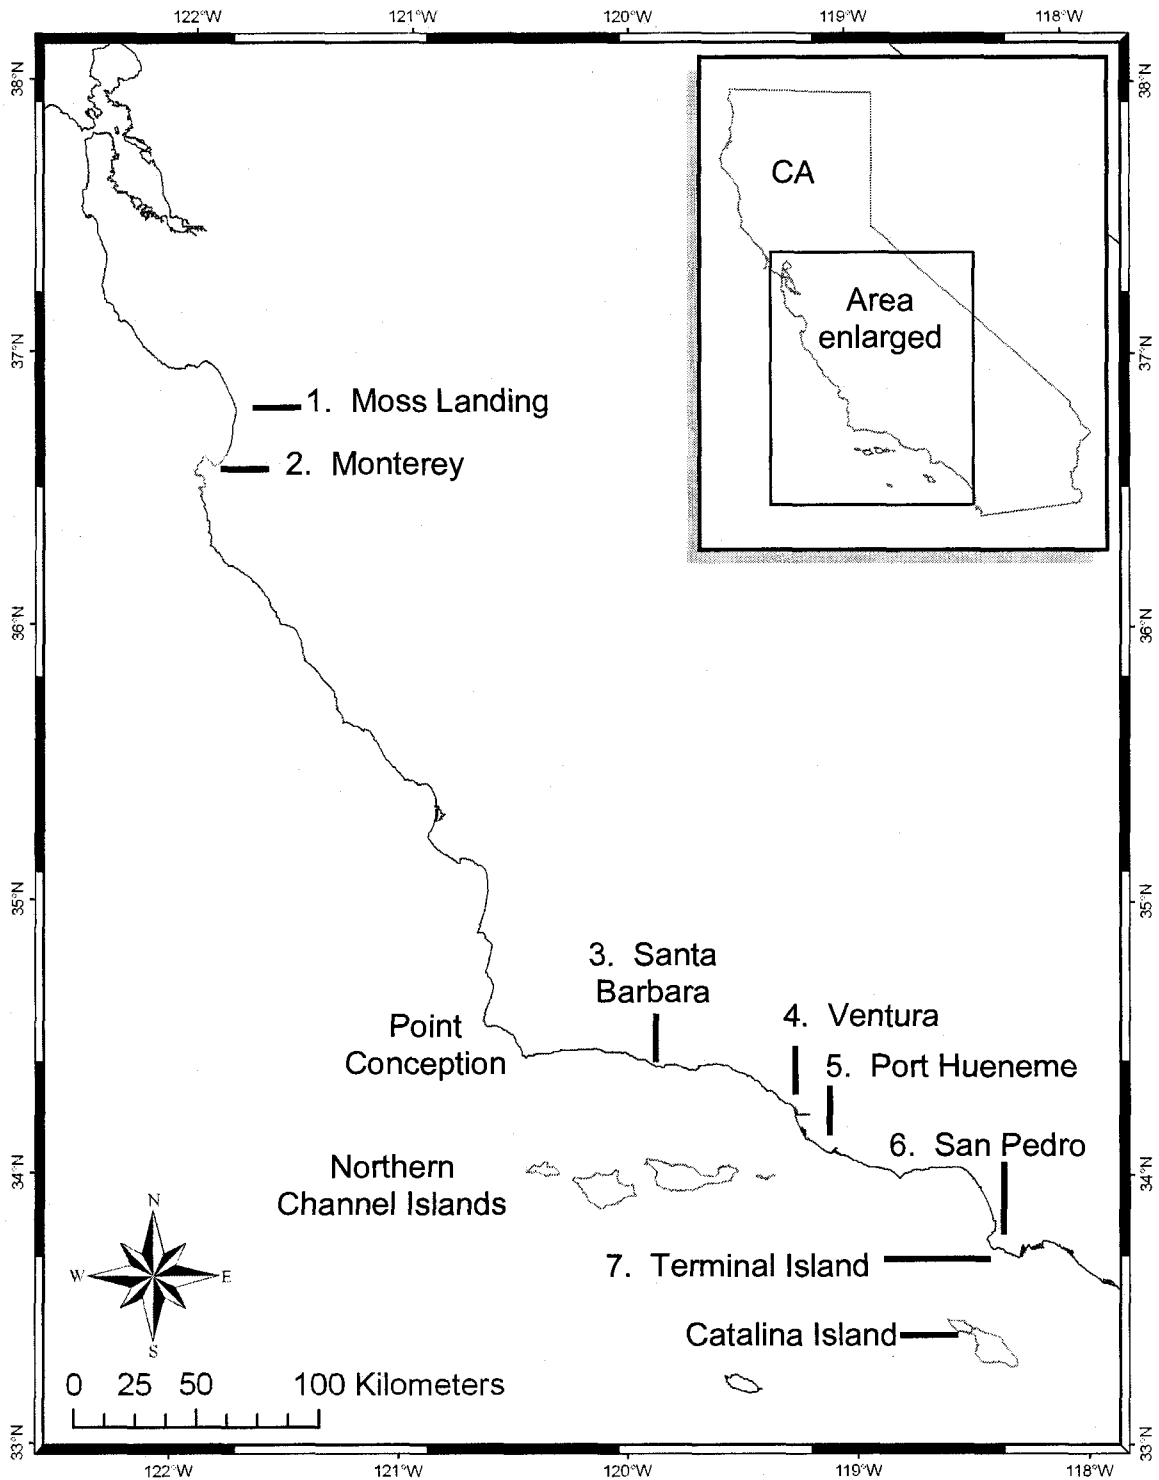 122°W 121°W 120°W 119°W 118°W
38°N
38°N
CA
Area
enlarged
37°N
37°N
1. Moss Landing
2. Monterey
36°N
36°N
35°N
35°N
3. Santa
Barbara
4. Ventura
Point
Conception
5. Port Hueneme
6. San Pedro
34°N
34°N
Northern
Channel Islands
N
W
E
S
7. Terminal Island
Catalina Island
0 25 50 100 Kilometers
33°N
33°N
122°W 121°W 120°W 119°W 118°W